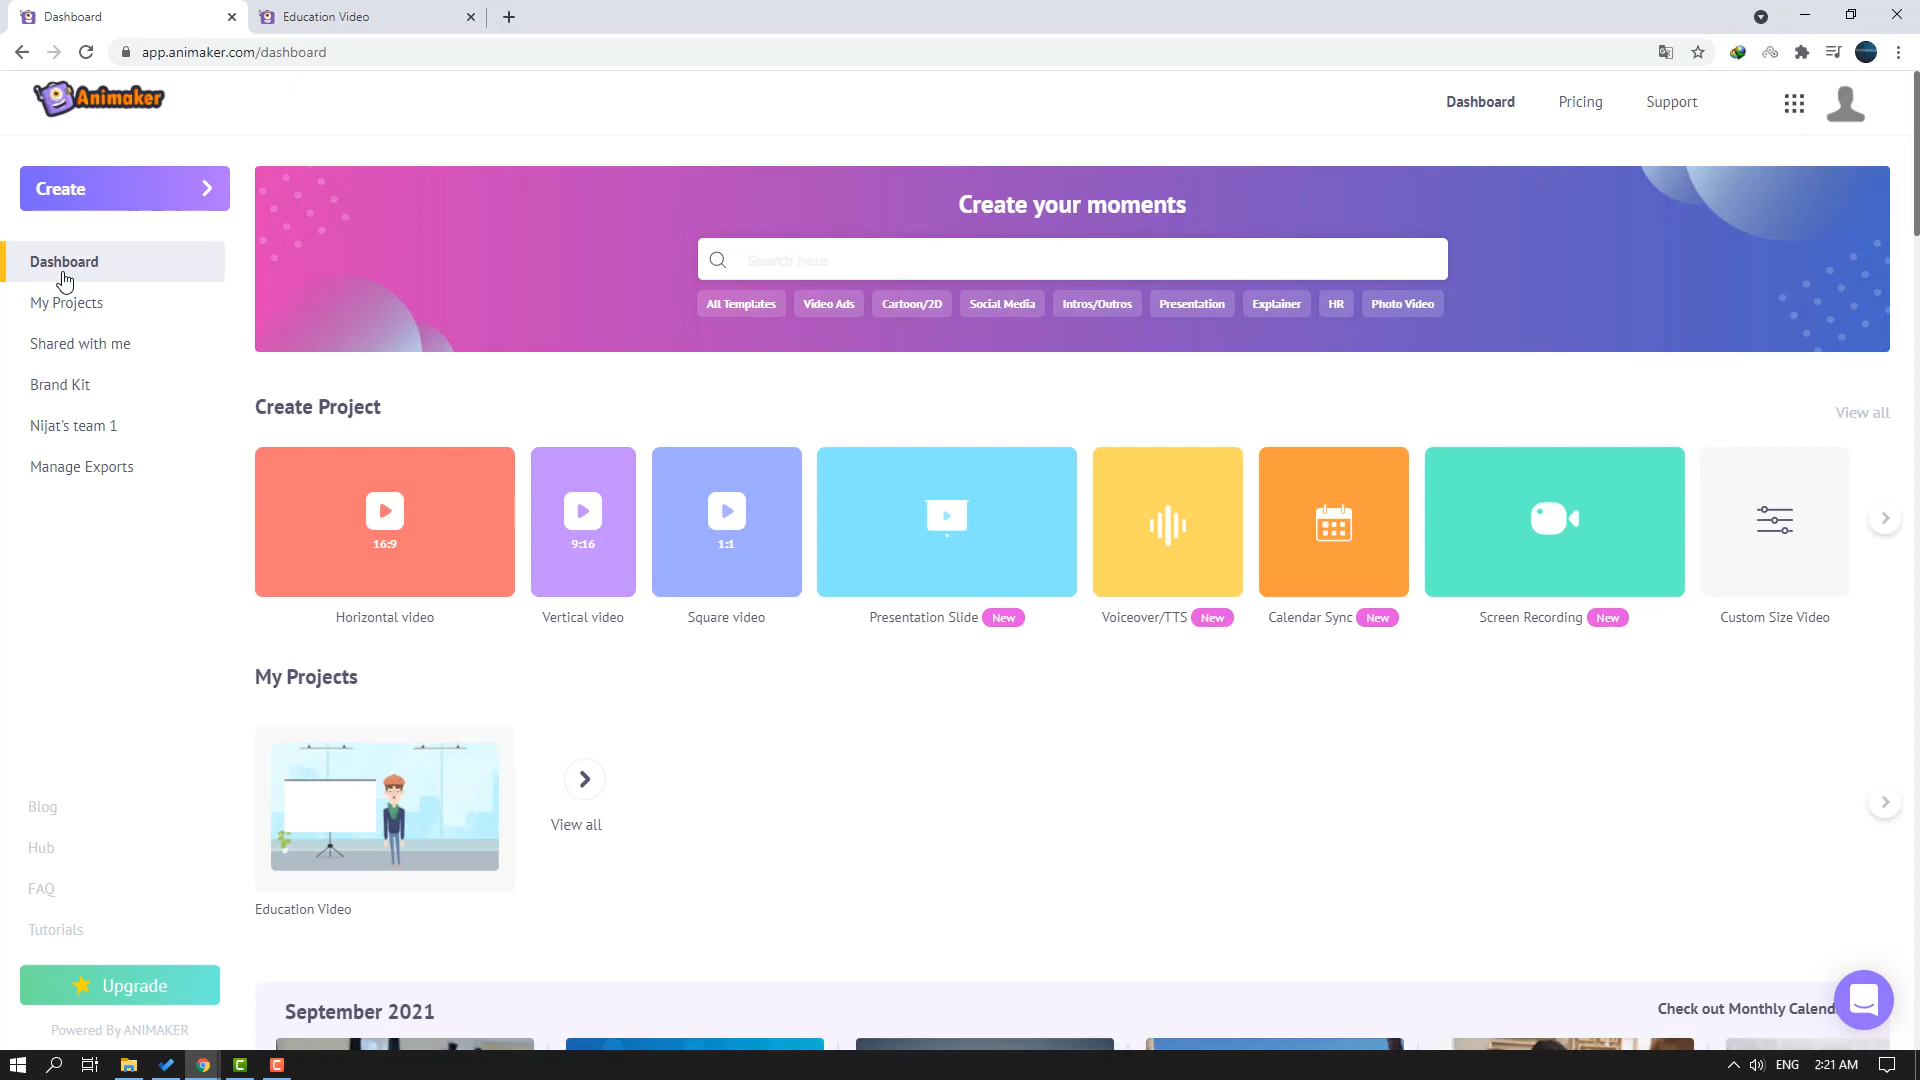 Dashboard
Education Video
app.animaker.com/dashboard
Animaker
Dashboard
Pricing
Support
Create
Dashboard
My Projects
Shared with me
Brand Kit
Nijat's team 1
Manage Exports
Create your moments
Search here
All Templates
Video Ads
Cartoon/2D
Social Media
Intros/Outros
Presentation
Explainer
HR
Photo Video
Create Project
View all
16:9
9:16
1:1
Horizontal video
Vertical video
Square video
Presentation Slide New
Voiceover/TTS New
Calendar Sync New
Screen Recording New
Custom Size Video
My Projects
View all
Education Video
Blog
Hub
FAQ
Tutorials
Upgrade
Powered By ANIMAKER
September 2021
Check out Monthly Calend
ENG
2:21 AM